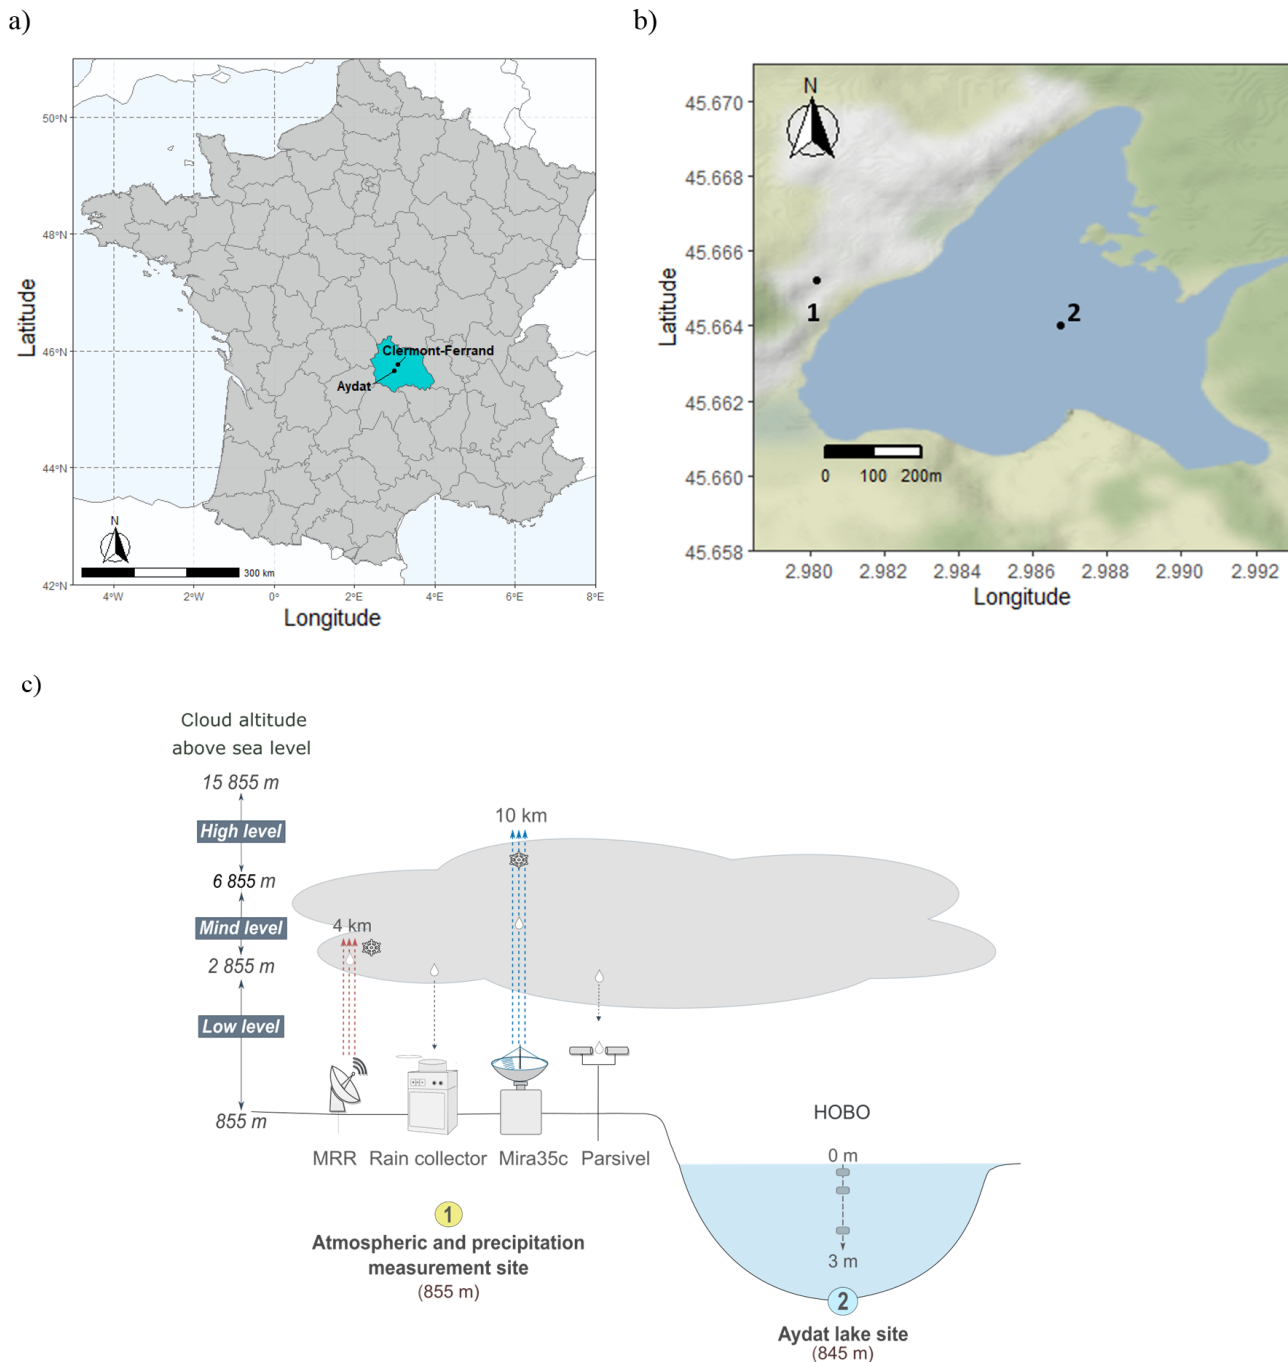 a)
50°N
48°N
46°N
44°N
42°N
Latitude
Clermont-Ferrand
Aydat
N
300 km
4°W
2°W
0°
2°E
4°E
6°E
8°E
Longitude
b)
45.670
45.668
45.666
45.664
45.662
45.660
45.658
Latitude
N
1
2
0 100 200m
2.980 2.982 2.984 2.986 2.988 2.990 2.992
Longitude
c)
Cloud altitude
above sea level
15 855 m
High level
6 855 m
Mind level
2 855 m
Low level
855 m
4 km
10 km
MRR
Rain collector
Mira35c
Parsivel
1
Atmospheric and precipitation
measurement site
(855 m)
HOBO
0 m
3 m
2
Aydat lake site
(845 m)